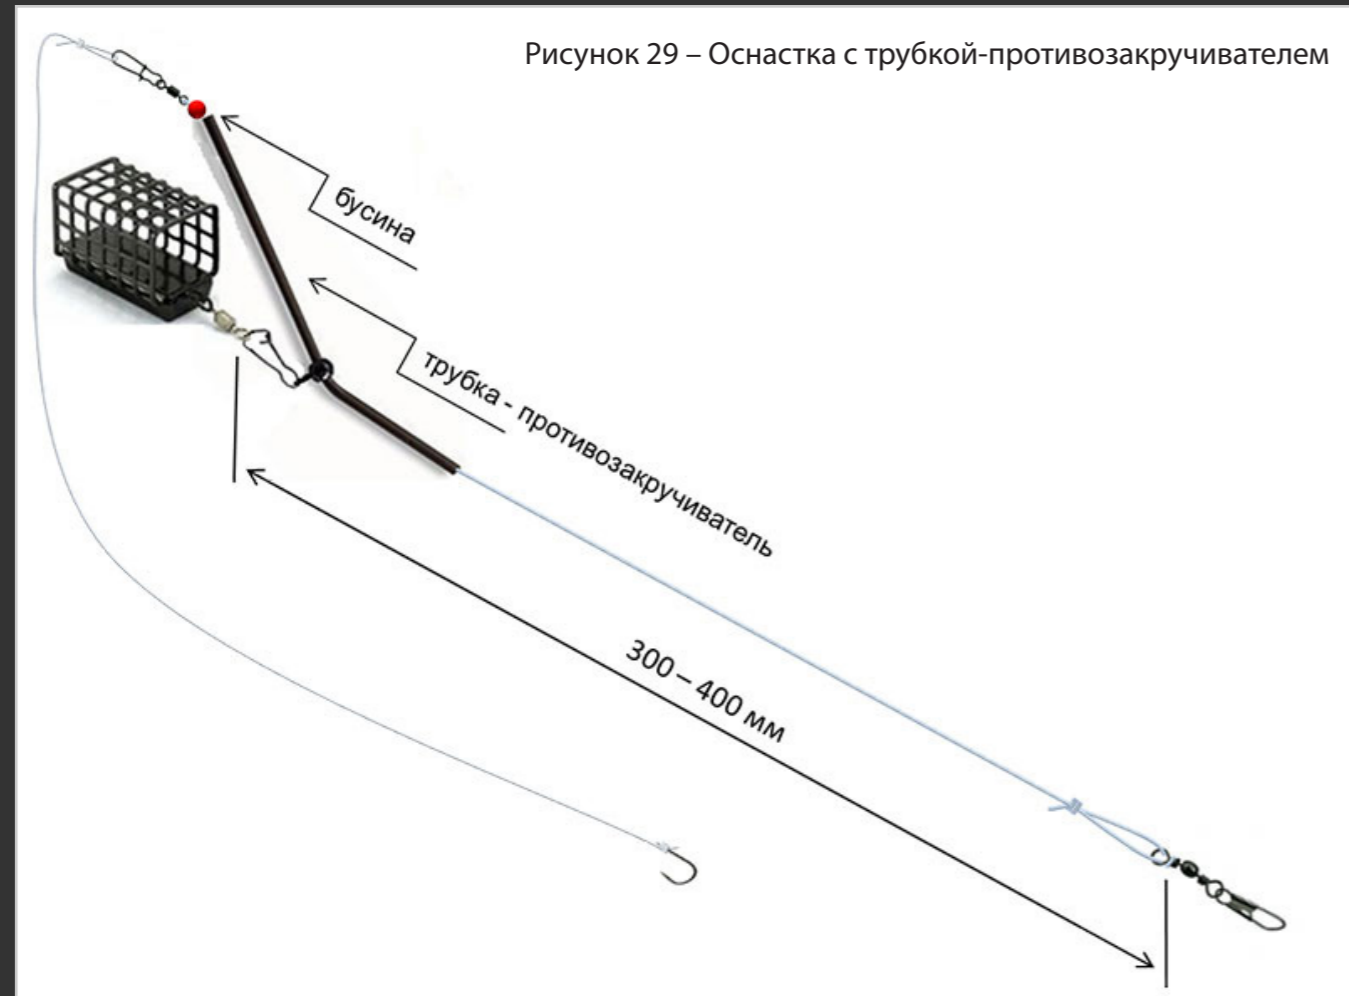 Рисунок 29 – Оснастка с трубкой-противозакручивателем
бусина
трубка - противозакручиватель
300 – 400 мм